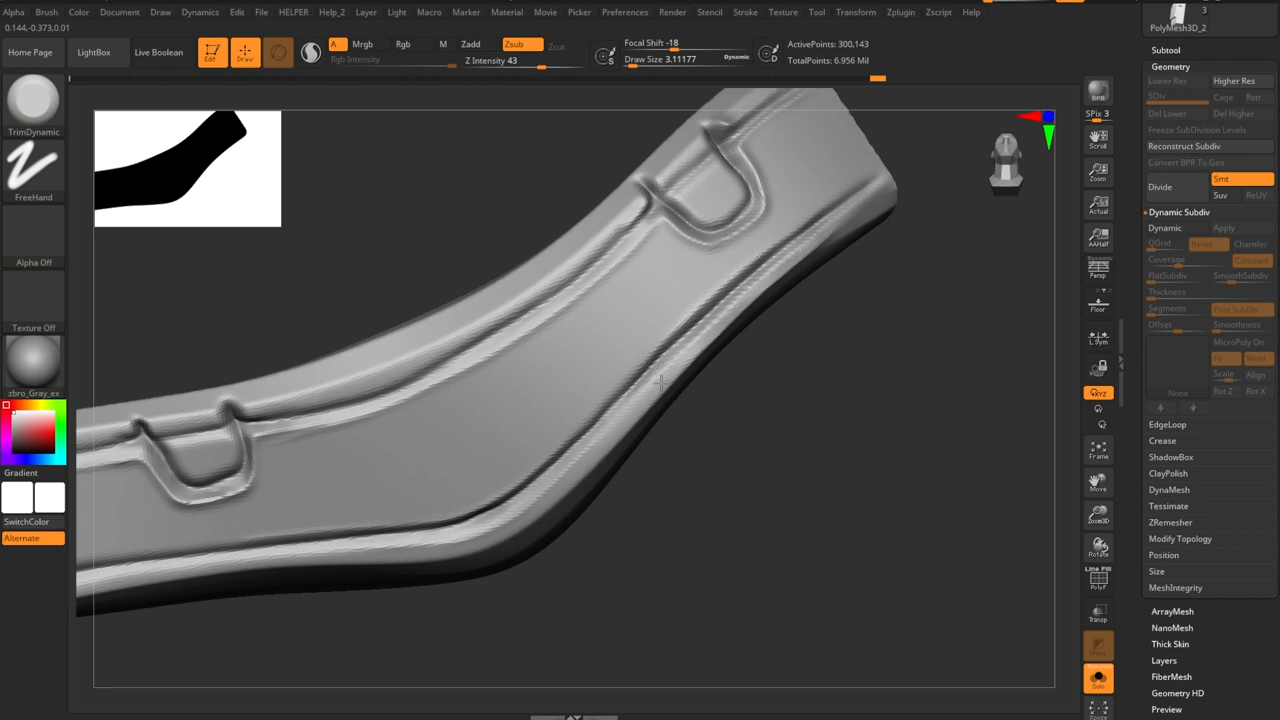 Alpha Brush Color Document Draw Dynamics Edit File HELPER Help_2 Layer Light Macro Marker Material Movie Picker Preferences Render Stencil Stroke Texture Tool Transform Zplugin Zscript Help
0.144,-0.373,0.01
Home Page
LightBox
Live Boolean
Edit
Draw
A
Mrgb
Rgb
M
Zadd
Zsub
Zcut
Rgb Intensity
Z Intensity 43
S
Focal Shift -18
Draw Size 3.11177
Dynamic
D
ActivePoints: 300,143
TotalPoints: 6.956 Mil
TrimDynamic
FreeHand
Alpha Off
Texture Off
zbro_Gray_ex
Gradient
SwitchColor
Alternate
BPR
SPix 3
Scroll
Zoom
Actual
AAHalf
Dynamic
Persp
Floor
L.Sym
XYZ
Frame
Move
Zoom3D
Rotate
Line Fill
PolyF
Transp
Solo
Xpose
3
PolyMesh3D_2
Subtool
Geometry
Lower Res
Higher Res
SDiv
Cage
Rstr
Del Lower
Del Higher
Freeze SubDivision Levels
Reconstruct Subdiv
Convert BPR To Geo
Divide
Smt
Suv
ReUV
Dynamic Subdiv
Dynamic
Apply
QGrid
Bevel
Chamfer
Coverage
Constant
FlatSubdiv
SmoothSubdiv
Thickness
Segments
Post SubDiv
Offset
Smoothness
MicroPoly On
Fit
Weld
Scale
Align
None
Rot Z
Rot X
EdgeLoop
Crease
ShadowBox
ClayPolish
DynaMesh
Tessimate
ZRemesher
Modify Topology
Position
Size
MeshIntegrity
ArrayMesh
NanoMesh
Thick Skin
Layers
FiberMesh
Geometry HD
Preview